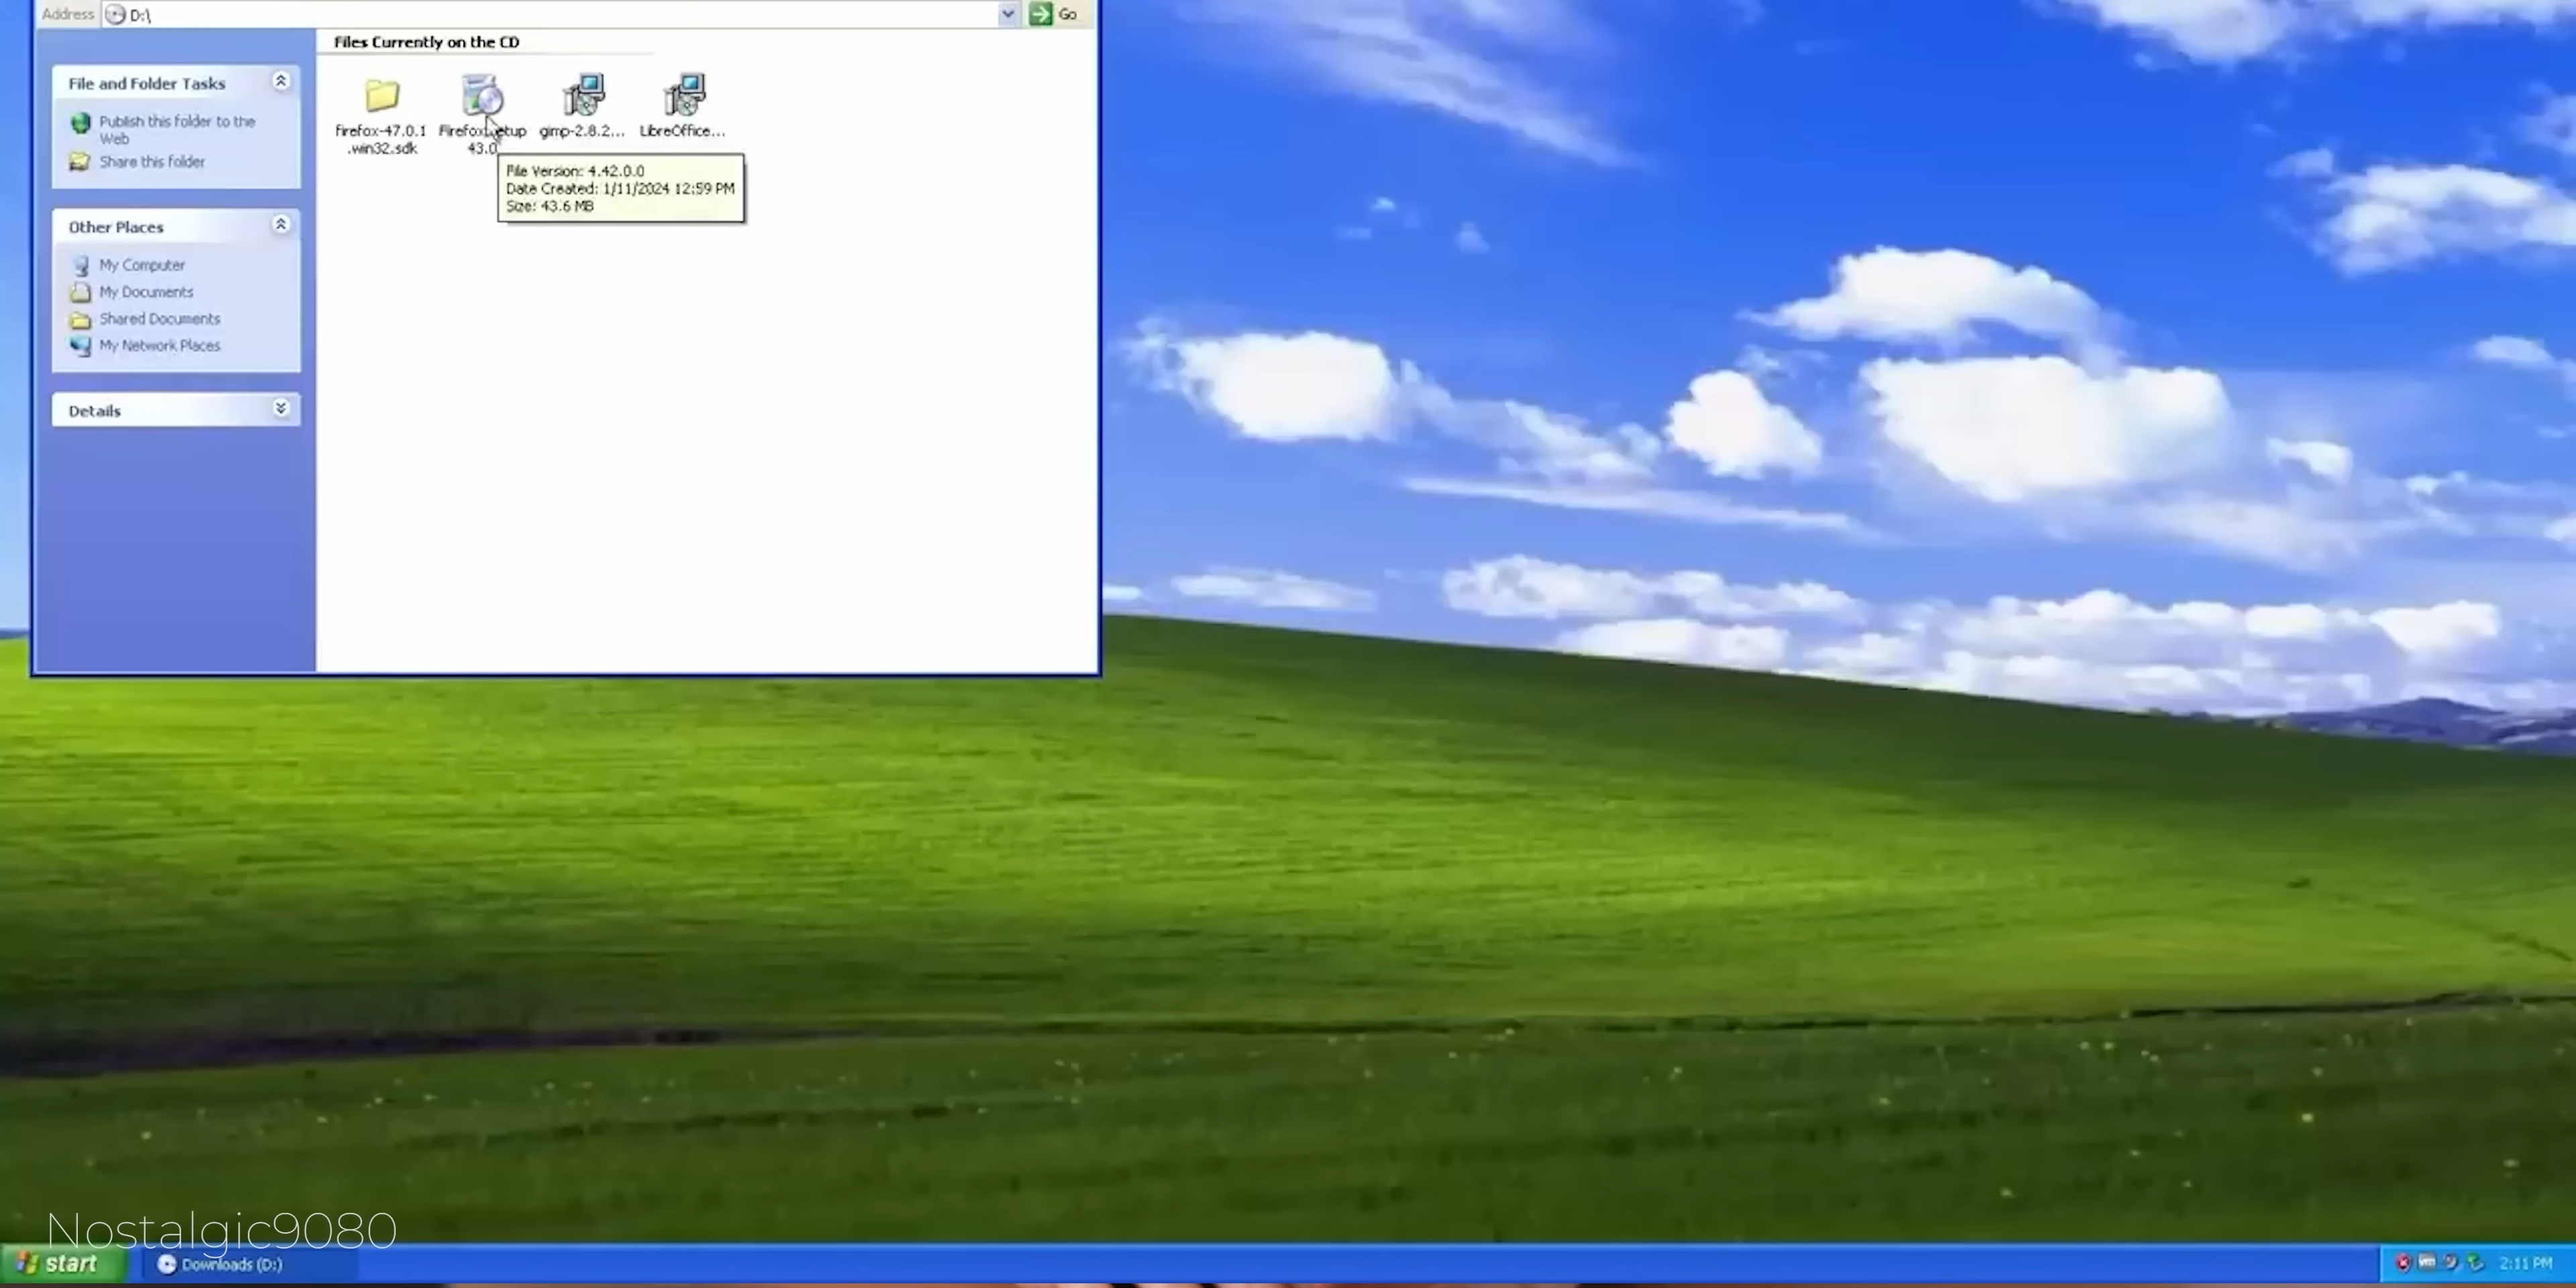 Address D:\ Go
Files Currently on the CD
File and Folder Tasks
Publish this folder to the
Web
Share this folder
Other Places
My Computer
My Documents
Shared Documents
My Network Places
Details
firefox-47.0.1
.win32.sdk
Firefox Setup
43.0
gimp-2.8.2...
LibreOffice...
File Version: 4.42.0.0
Date Created: 1/11/2024 12:59 PM
Size: 43.6 MB
Nostalgic9080
start
Downloads (D:)
2:11 PM